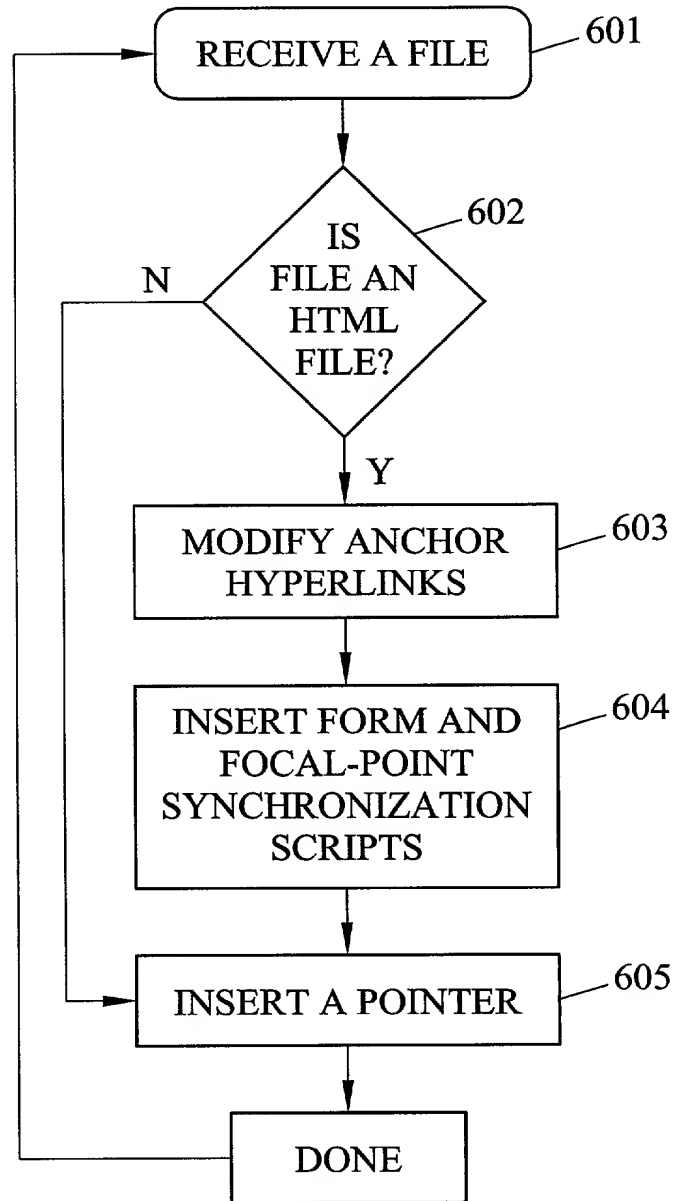 RECEIVE A FILE
601
602
IS
FILE AN
HTML
FILE?
N
Y
MODIFY ANCHOR
HYPERLINKS
603
INSERT FORM AND
FOCAL-POINT
SYNCHRONIZATION
SCRIPTS
604
INSERT A POINTER
605
DONE